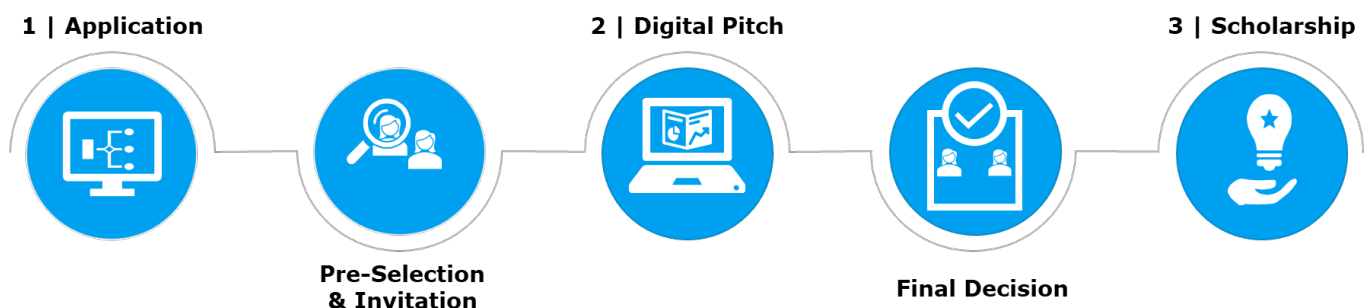 1 | Application
2 | Digital Pitch
3 | Scholarship
Pre-Selection
& Invitation
Final Decision